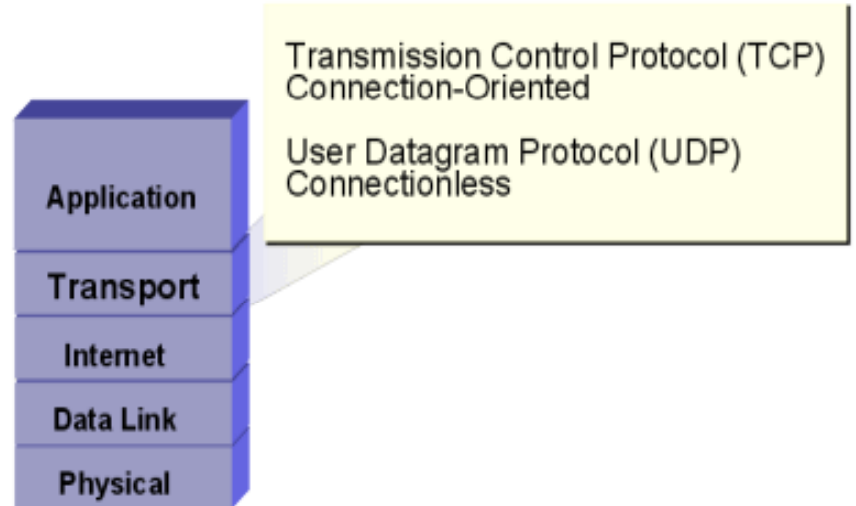 Transmission Control Protocol (TCP)
Connection-Oriented
User Datagram Protocol (UDP)
Connectionless
Application
Transport
Internet
Data Link
Physical